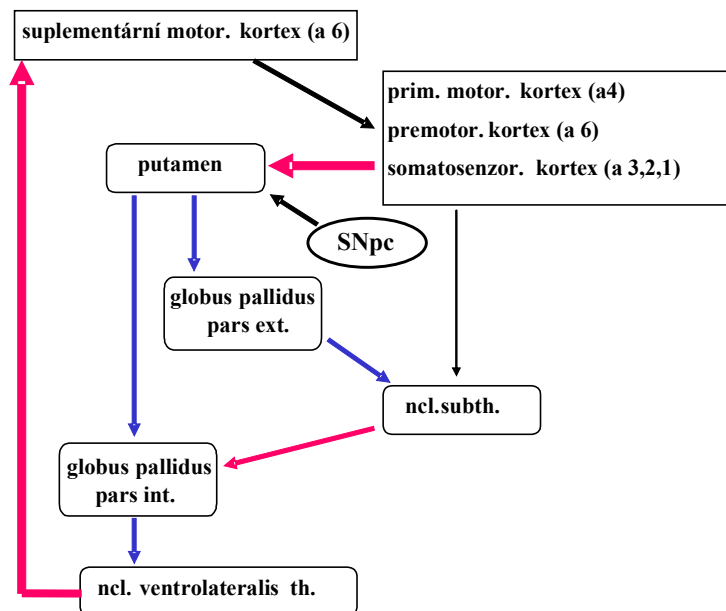 suplementární motor. kortex (a 6)
prim. motor. kortex (a4)
premotor. kortex (a 6)
somatosenzor. kortex (a 3,2,1)
putamen
SNpc
globus pallidus
pars ext.
ncl.subth.
globus pallidus
pars int.
ncl. ventrolateralis th.